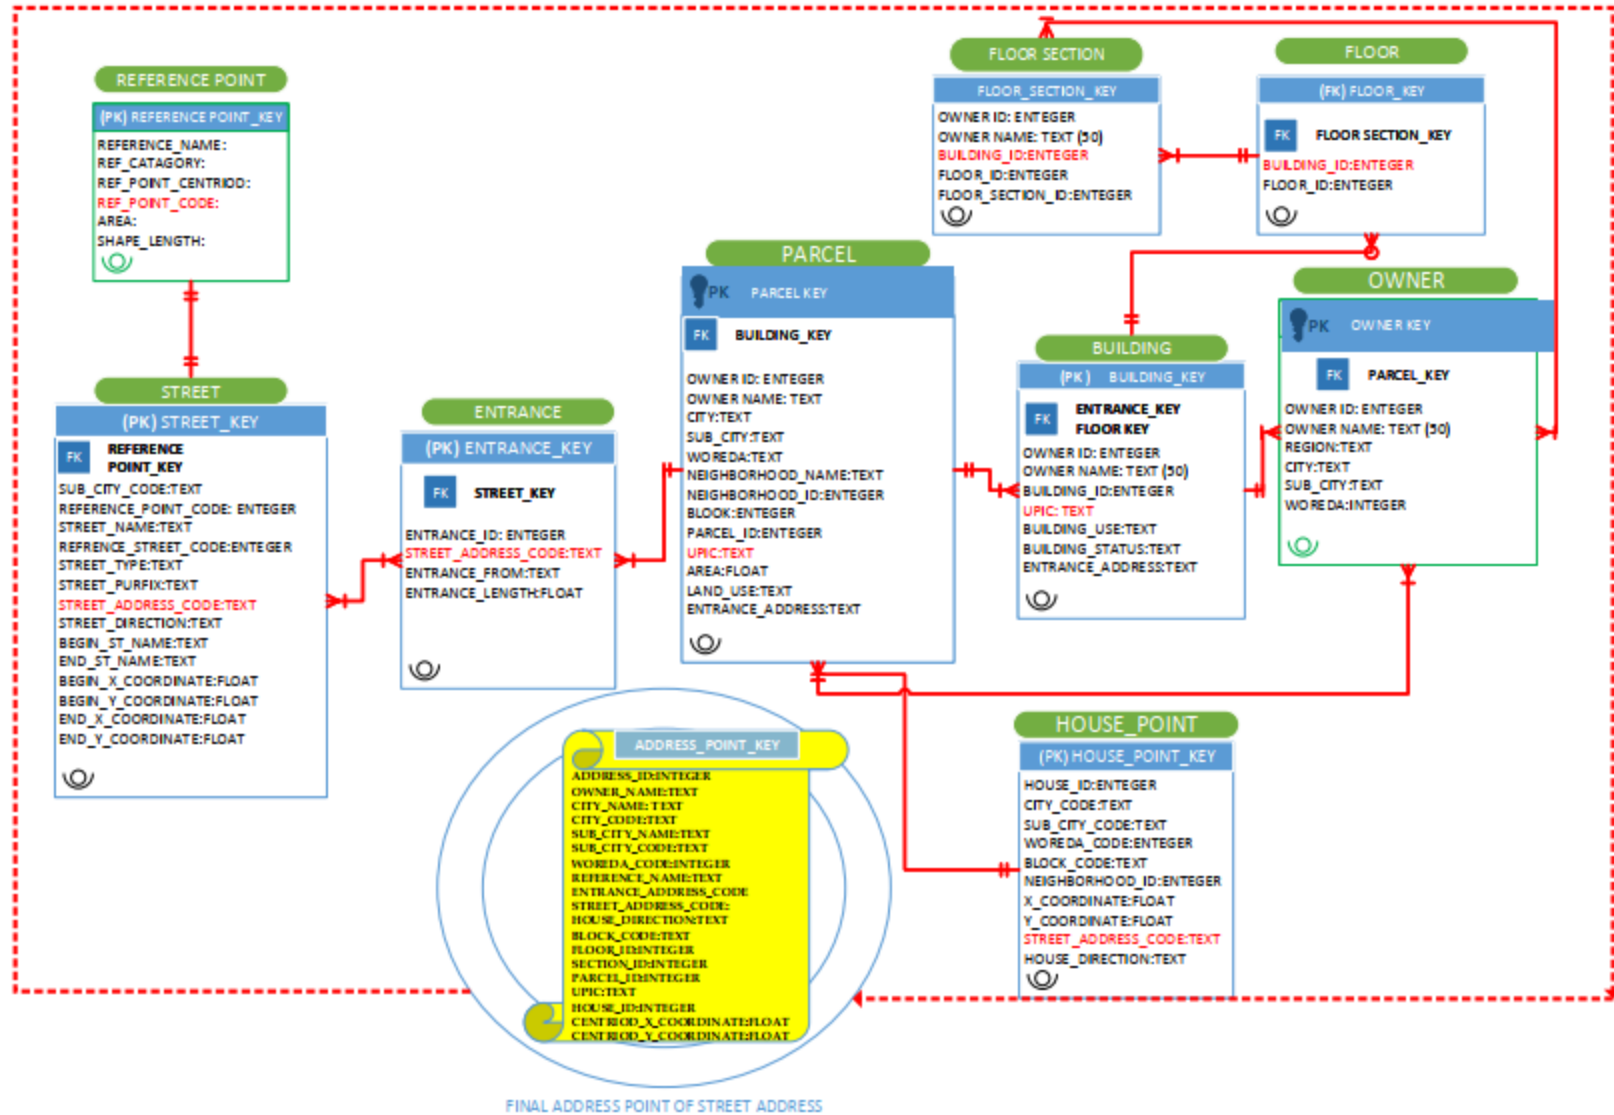 REFERENCE POINT
(PK) REFERENCE POINT_KEY
REFERENCE_NAME:
REF_CATAGORY:
REF_POINT_CENTRIOD:
REF_POINT_CODE:
AREA:
SHAPE_LENGTH:
STREET
(PK) STREET_KEY
FK
REFERENCE
POINT_KEY
SUB_CITY_CODE:TEXT
REFERENCE_POINT_CODE: ENTEGER
STREET_NAME:TEXT
REFRENCE_STREET_CODE:ENTEGER
STREET_TYPE:TEXT
STREET_PURFIX:TEXT
STREET_ADDRESS_CODE:TEXT
STREET_DIRECTION:TEXT
BEGIN_ST_NAME:TEXT
END_ST_NAME:TEXT
BEGIN_X_COORDINATE:FLOAT
BEGIN_Y_COORDINATE:FLOAT
END_X_COORDINATE:FLOAT
END_Y_COORDINATE:FLOAT
ENTRANCE
(PK) ENTRANCE_KEY
FK
STREET_KEY
ENTRANCE_ID: ENTEGER
STREET_ADDRESS_CODE:TEXT
ENTRANCE_FROM:TEXT
ENTRANCE_LENGTH:FLOAT
PARCEL
PK PARCEL KEY
FK
BUILDING_KEY
OWNER ID: ENTEGER
OWNER NAME: TEXT
CITY:TEXT
SUB_CITY:TEXT
WOREDA:TEXT
NEIGHBORHOOD_NAME:TEXT
NEIGHBORHOOD_ID:ENTEGER
BLOOK:ENTEGER
PARCEL_ID:ENTEGER
UPIC:TEXT
AREA:FLOAT
LAND_USE:TEXT
ENTRANCE_ADDRESS:TEXT
FLOOR SECTION
FLOOR_SECTION_KEY
OWNER ID: ENTEGER
OWNER NAME: TEXT (50)
BUILDING_ID:ENTEGER
FLOOR_ID:ENTEGER
FLOOR_SECTION_ID:ENTEGER
FLOOR
(FK) FLOOR_KEY
FK
FLOOR SECTION_KEY
BUILDING_ID:ENTEGER
FLOOR_ID:ENTEGER
BUILDING
(PK ) BUILDING_KEY
FK
ENTRANCE_KEY
FLOOR KEY
OWNER ID: ENTEGER
OWNER NAME: TEXT (50)
BUILDING_ID:ENTEGER
UPIC: TEXT
BUILDING_USE:TEXT
BUILDING_STATUS:TEXT
ENTRANCE_ADDRESS:TEXT
OWNER
PK OWNER KEY
FK
PARCEL_KEY
OWNER ID: ENTEGER
OWNER NAME: TEXT (50)
REGION:TEXT
CITY:TEXT
SUB_CITY:TEXT
WOREDA:INTEGER
HOUSE_POINT
(PK) HOUSE_POINT_KEY
HOUSE_ID:ENTEGER
CITY_CODE:TEXT
SUB_CITY_CODE:TEXT
WOREDA_CODE:ENTEGER
BLOCK_CODE:TEXT
NEIGHBORHOOD_ID:ENTEGER
X_COORDINATE:FLOAT
Y_COORDINATE:FLOAT
STREET_ADDRESS_CODE:TEXT
HOUSE_DIRECTION:TEXT
ADDRESS_POINT_KEY
ADDRESS_ID:INTEGER
OWNER_NAME:TEXT
CITY_NAME: TEXT
CITY_CODE:TEXT
SUB_CITY_NAME:TEXT
SUB_CITY_CODE:TEXT
WOREDA_CODE:INTEGER
REFERENCE_NAME:TEXT
ENTRANCE_ADDRESS_CODE
STREET_ADDRESS_CODE:
HOUSE_DIRECTION:TEXT
BLOCK_CODE:TEXT
FLOOR_ID:INTEGER
SECTION_ID:INTEGER
PARCEL_ID:INTEGER
UPIC:TEXT
HOUSE_ID:INTEGER
CENTRIOD_X_COORDINATE:FLOAT
CENTRIOD_Y_COORDINATE:FLOAT
FINAL ADDRESS POINT OF STREET ADDRESS